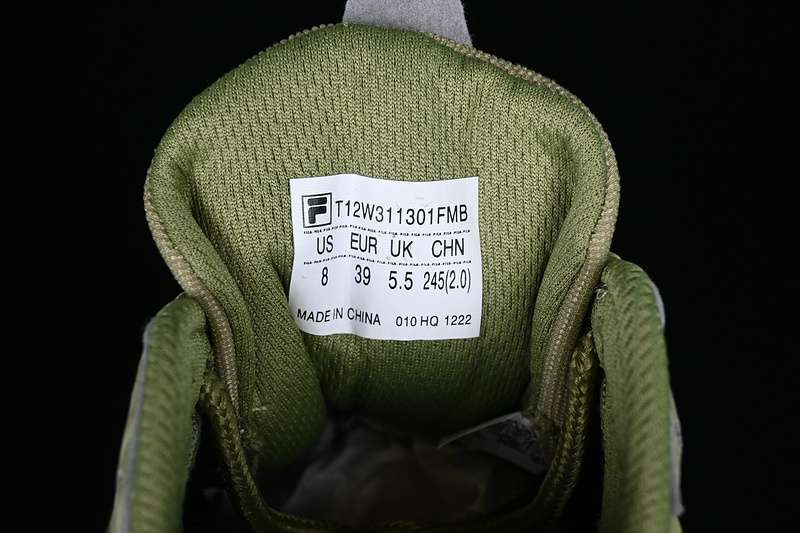 F T12W311301FMB
US EUR UK CHN
8 39 5.5 245(2.0)
MADE IN CHINA 010 HQ 1222